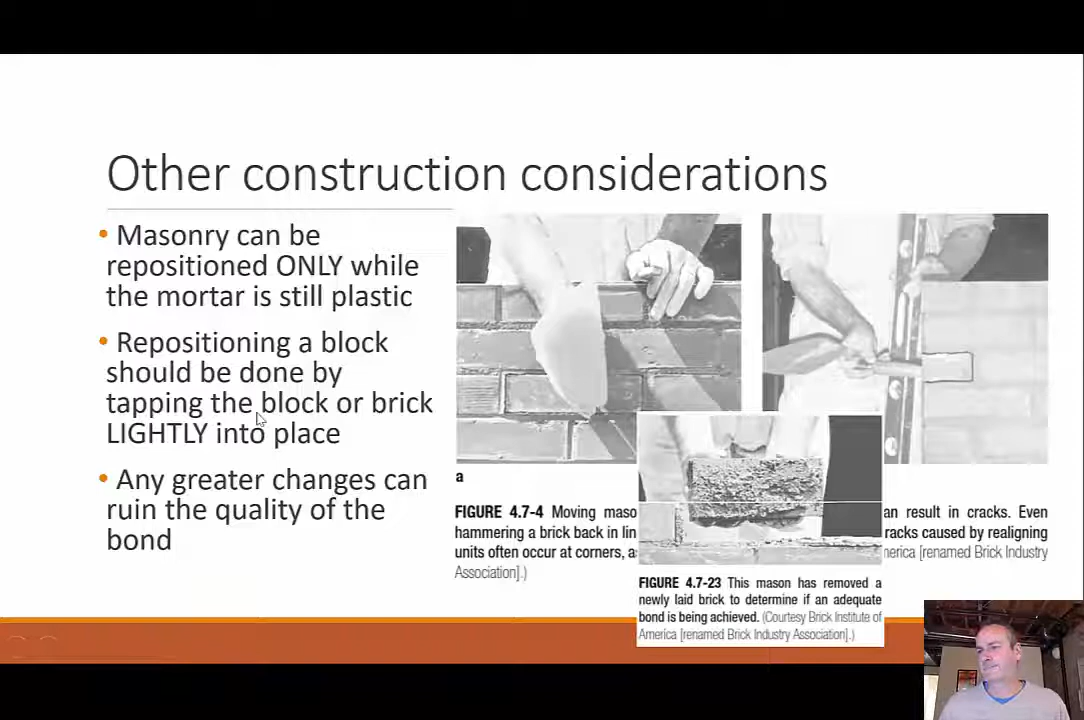 Other construction considerations
• Masonry can be
repositioned ONLY while
the mortar is still plastic
• Repositioning a block
should be done by
tapping the block or brick
LIGHTLY into place
• Any greater changes can
ruin the quality of the
bond
a
FIGURE 4.7-4 Moving maso
hammering a brick back in lin
units often occur at corners, a
Association].)
an result in cracks. Even
racks caused by realigning
merica [renamed Brick Industry
FIGURE 4.7-23 This mason has removed a
newly laid brick to determine if an adequate
bond is being achieved. (Courtesy Brick Institute of
America [renamed Brick Industry Association].)